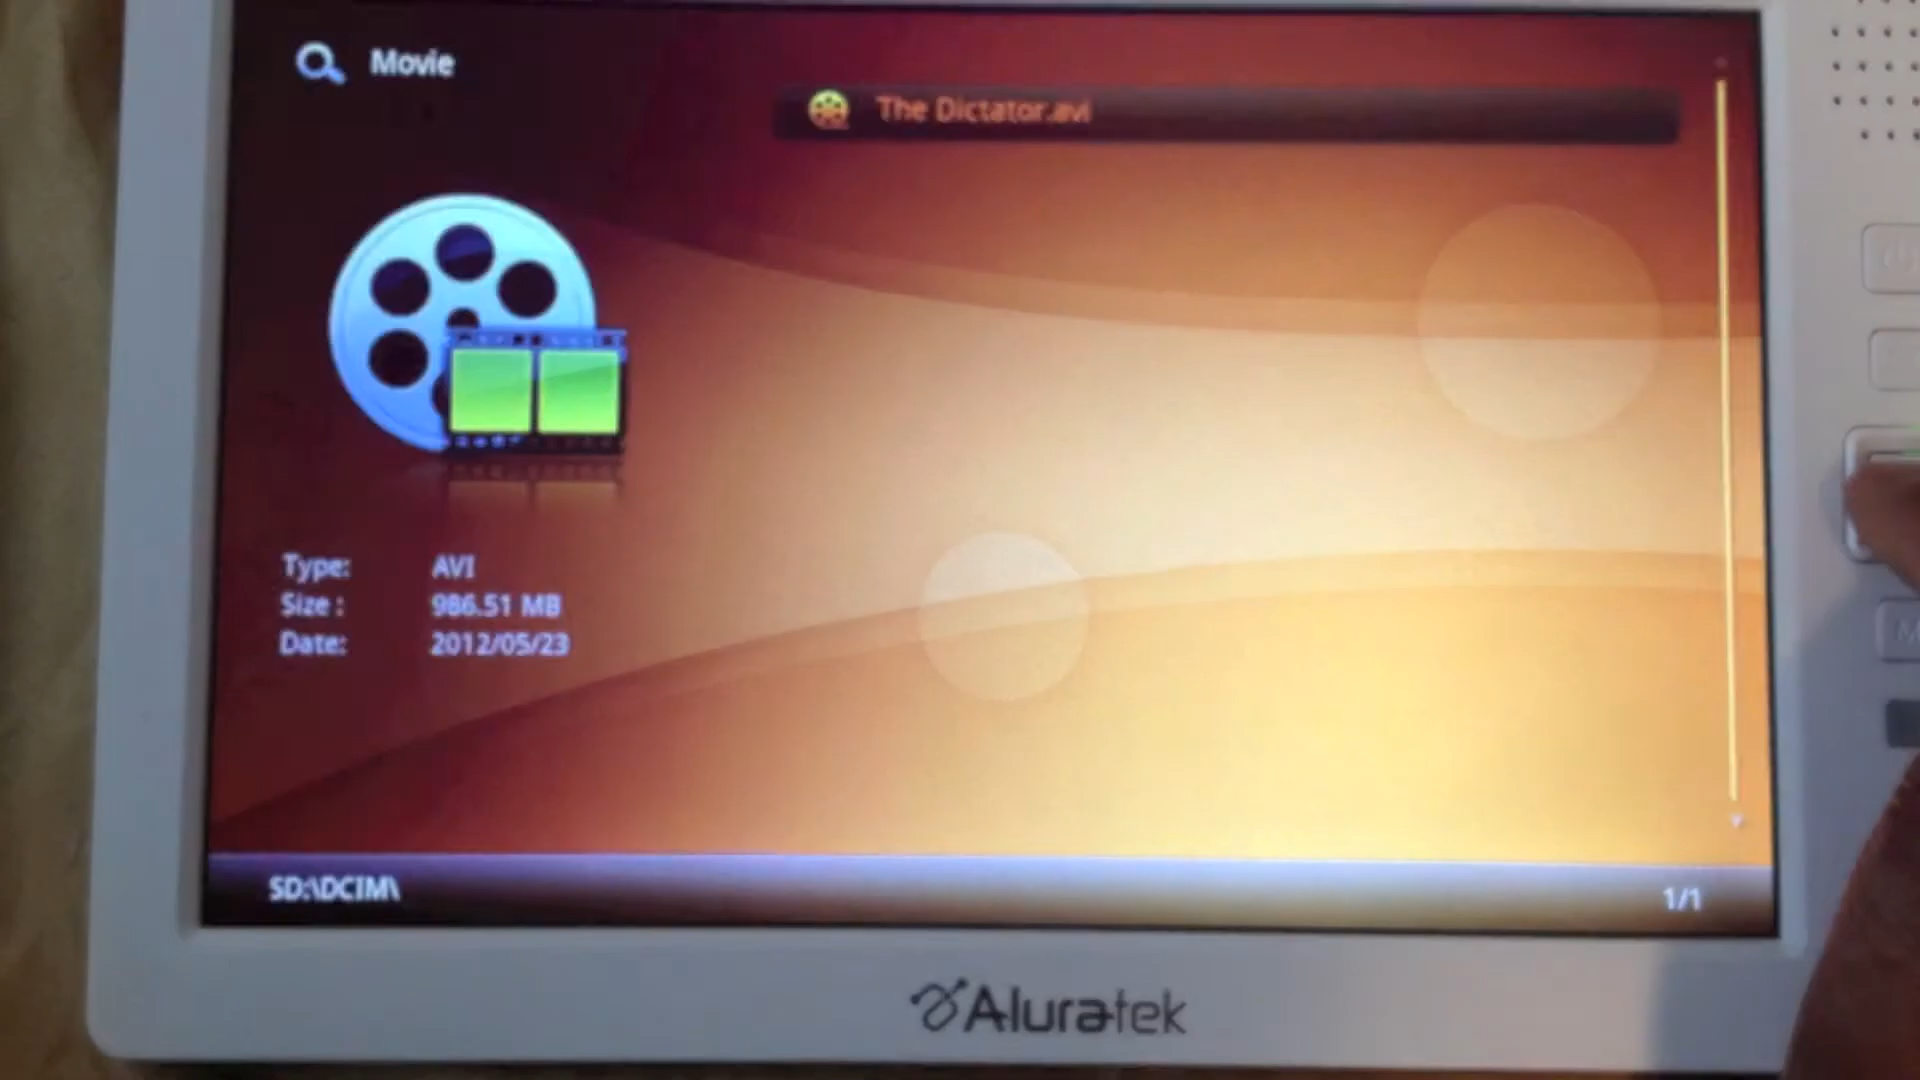 Movie
The Dictator.avi
Type: AVI
Size : 986.51 MB
Date: 2012/05/23
SD:\DCIM\
1/1
Aluratek
M